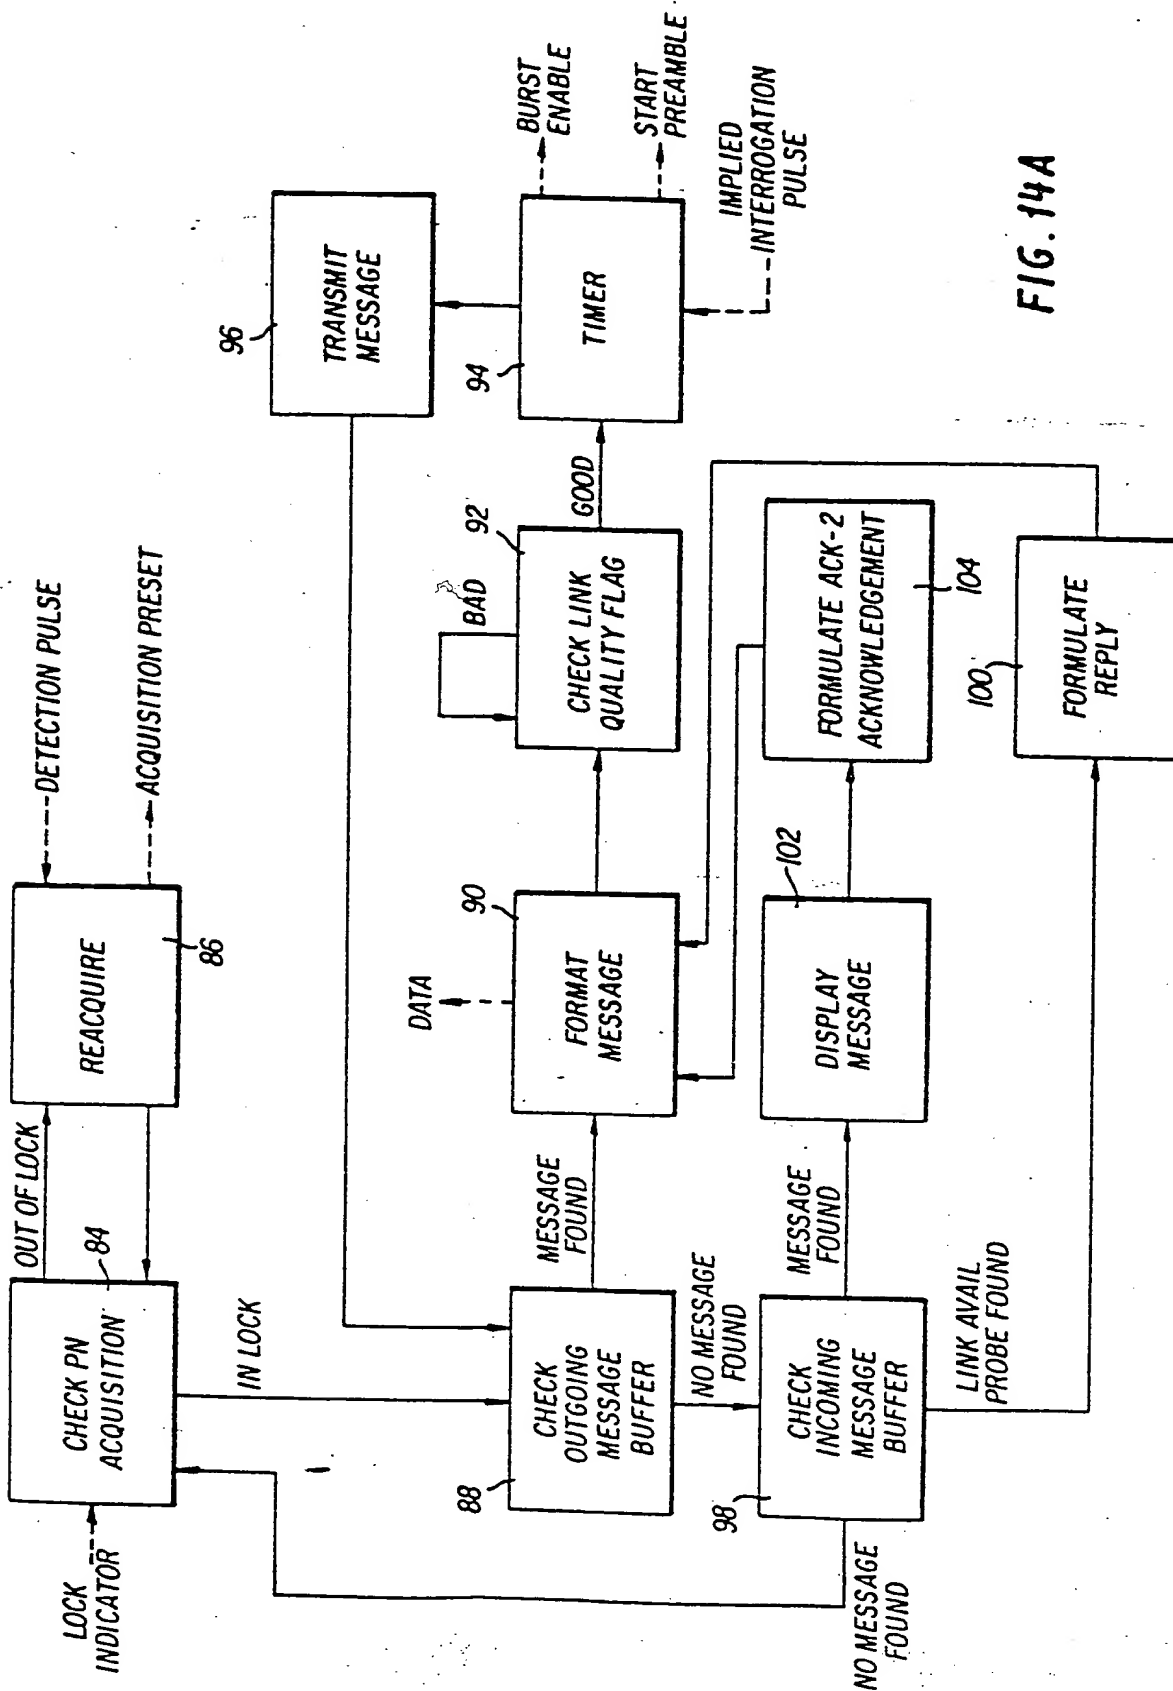 LOCK
INDICATOR
CHECK PN
ACQUISITION
84
OUT OF LOCK
REACQUIRE
86
DETECTION PULSE
ACQUISITION PRESET
IN LOCK
CHECK
OUTGOING
MESSAGE
BUFFER
88
MESSAGE
FOUND
FORMAT
MESSAGE
90
DATA
CHECK LINK
QUALITY FLAG
92
BAD
GOOD
TIMER
94
TRANSMIT
MESSAGE
96
BURST
ENABLE
START
PREAMBLE
IMPLIED
INTERROGATION
PULSE
NO MESSAGE
FOUND
CHECK
INCOMING
MESSAGE
BUFFER
98
NO MESSAGE
FOUND
MESSAGE
FOUND
DISPLAY
MESSAGE
102
FORMULATE ACK-2
ACKNOWLEDGEMENT
104
LINK AVAIL
PROBE FOUND
FORMULATE
REPLY
100
FIG. 14A